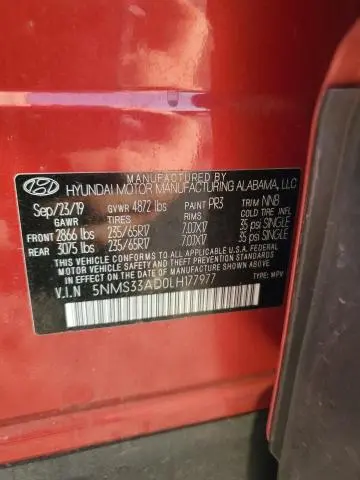 MANUFACTURED BY
HYUNDAI MOTOR MANUFACTURING ALABAMA, LLC
Sep/23/19 GVWR 4872 lbs PAINT PR3 TRIM NNB
GAWR TIRES RIMS COLD TIRE INF.
FRONT 2866 lbs 235/65R17 7.0JX17 35 psi SINGLE
REAR 3075 lbs 235/65R17 7.0JX17 35 psi SINGLE
THIS VEHICLE CONFORMS TO ALL APPLICABLE U.S.A. FEDERAL
MOTOR VEHICLE SAFETY, BUMPER, AND THEFT PREVENTION STANDARDS
IN EFFECT ON THE DATE OF MANUFACTURE SHOWN ABOVE.
V.I.N 5NMS33AD0LH177977 TYPE: MPV